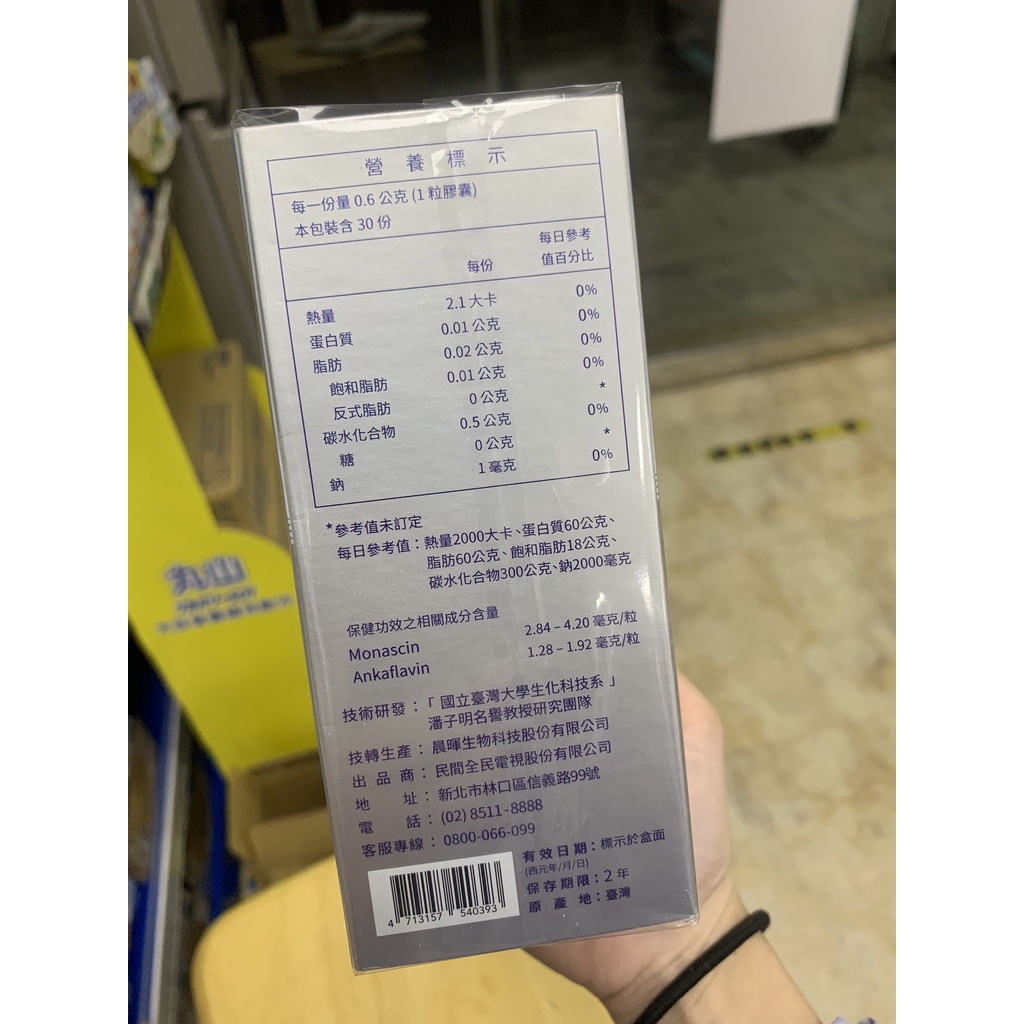 營養標示
每一份量 0.6 公克 (1 粒膠囊)
本包裝含 30 份
每份 每日參考值百分比
熱量 2.1 大卡 0%
蛋白質 0.01 公克 0%
脂肪 0.02 公克 0%
飽和脂肪 0.01 公克 0%
反式脂肪 0 公克 *
碳水化合物 0.5 公克 0%
糖 0 公克 *
鈉 1 毫克 0%
*參考值未訂定
每日參考值：熱量2000大卡、蛋白質60公克、
脂肪60公克、飽和脂肪18公克、
碳水化合物300公克、鈉2000毫克
保健功效之相關成分含量
Monascin 2.84 – 4.20 毫克/粒
Ankaflavin 1.28 – 1.92 毫克/粒
技術研發：「國立臺灣大學生化科技系」
潘子明名譽教授研究團隊
技轉生產：晨暉生物科技股份有限公司
出品商：民間全民電視股份有限公司
地址：新北市林口區信義路99號
電話：(02) 8511-8888
客服專線：0800-066-099
有效日期：標示於盒面
(西元年/月/日)
保存期限：2 年
原產地：臺灣
4 713157 540393
丸山